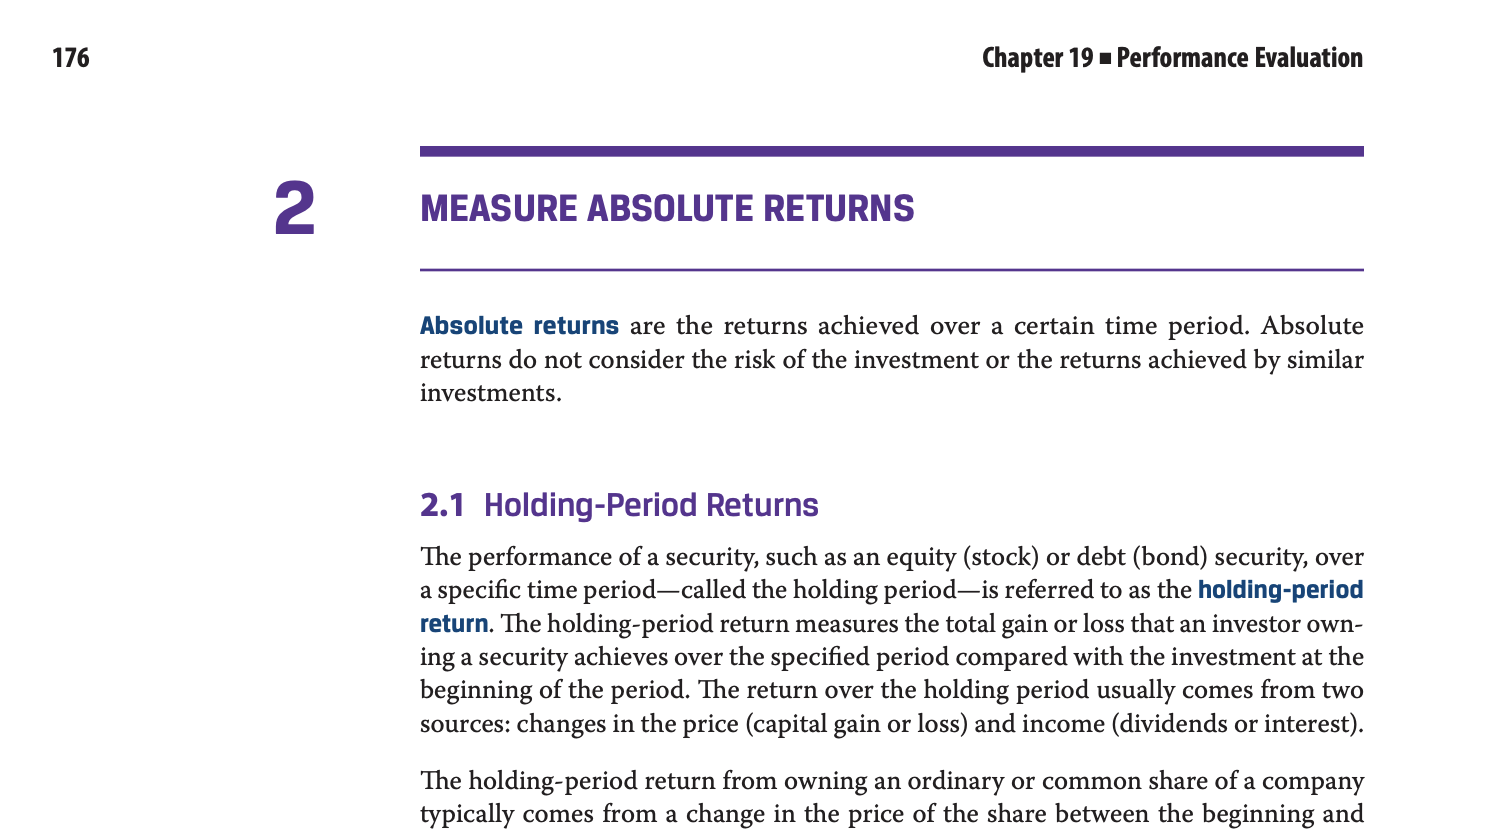 176
Chapter 19 ■ Performance Evaluation
2
MEASURE ABSOLUTE RETURNS
Absolute returns are the returns achieved over a certain time period. Absolute
returns do not consider the risk of the investment or the returns achieved by similar
investments.
2.1 Holding-Period Returns
The performance of a security, such as an equity (stock) or debt (bond) security, over
a specific time period—called the holding period—is referred to as the holding-period
return. The holding-period return measures the total gain or loss that an investor own-
ing a security achieves over the specified period compared with the investment at the
beginning of the period. The return over the holding period usually comes from two
sources: changes in the price (capital gain or loss) and income (dividends or interest).
The holding-period return from owning an ordinary or common share of a company
typically comes from a change in the price of the share between the beginning and